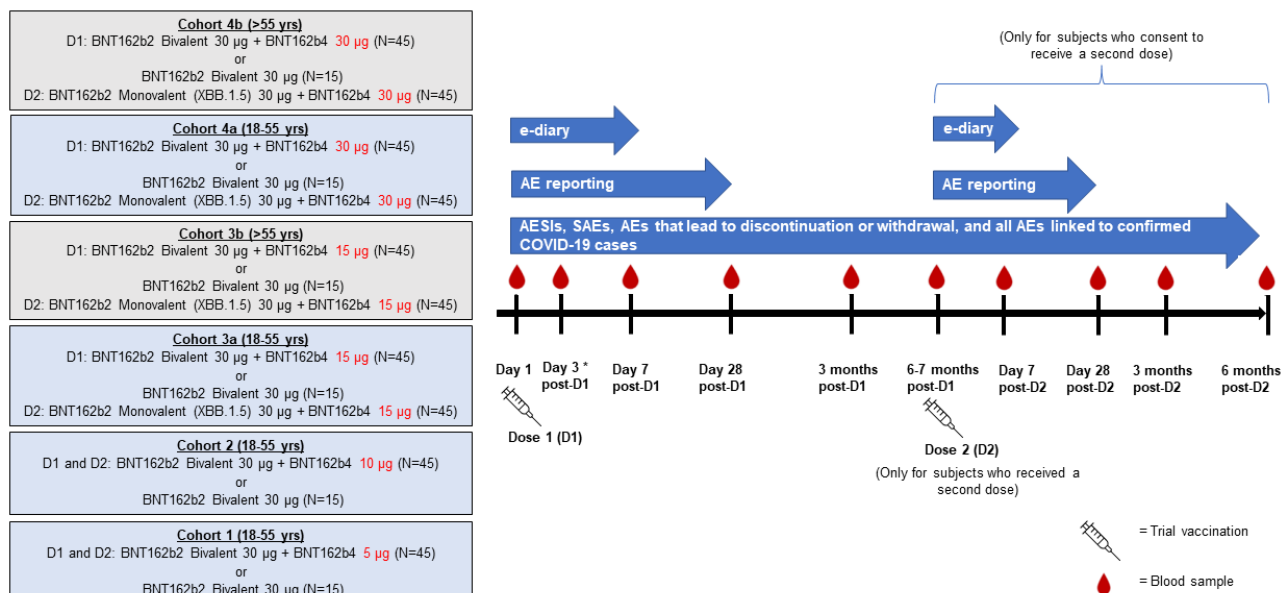 Cohort 4b (>55 yrs)
D1: BNT162b2 Bivalent 30 µg + BNT162b4 30 µg (N=45)
or
BNT162b2 Bivalent 30 µg (N=15)
D2: BNT162b2 Monovalent (XBB.1.5) 30 µg + BNT162b4 30 µg (N=45)
Cohort 4a (18-55 yrs)
D1: BNT162b2 Bivalent 30 µg + BNT162b4 30 µg (N=45)
or
BNT162b2 Bivalent 30 µg (N=15)
D2: BNT162b2 Monovalent (XBB.1.5) 30 µg + BNT162b4 30 µg (N=45)
Cohort 3b (>55 yrs)
D1: BNT162b2 Bivalent 30 µg + BNT162b4 15 µg (N=45)
or
BNT162b2 Bivalent 30 µg (N=15)
D2: BNT162b2 Monovalent (XBB.1.5) 30 µg + BNT162b4 15 µg (N=45)
Cohort 3a (18-55 yrs)
D1: BNT162b2 Bivalent 30 µg + BNT162b4 15 µg (N=45)
or
BNT162b2 Bivalent 30 µg (N=15)
D2: BNT162b2 Monovalent (XBB.1.5) 30 µg + BNT162b4 15 µg (N=45)
Cohort 2 (18-55 yrs)
D1 and D2: BNT162b2 Bivalent 30 µg + BNT162b4 10 µg (N=45)
or
BNT162b2 Bivalent 30 µg (N=15)
Cohort 1 (18-55 yrs)
D1 and D2: BNT162b2 Bivalent 30 µg + BNT162b4 5 µg (N=45)
or
BNT162b2 Bivalent 30 µg (N=15)
(Only for subjects who consent to
receive a second dose)
e-diary
e-diary
AE reporting
AE reporting
AESIs, SAEs, AEs that lead to discontinuation or withdrawal, and all AEs linked to confirmed
COVID-19 cases
Day 1
Day 3 *
post-D1
Day 7
post-D1
Day 28
post-D1
3 months
post-D1
6-7 months
post-D1
Day 7
post-D2
Day 28
post-D2
3 months
post-D2
6 months
post-D2
Dose 1 (D1)
Dose 2 (D2)
(Only for subjects who received a
second dose)
= Trial vaccination
= Blood sample